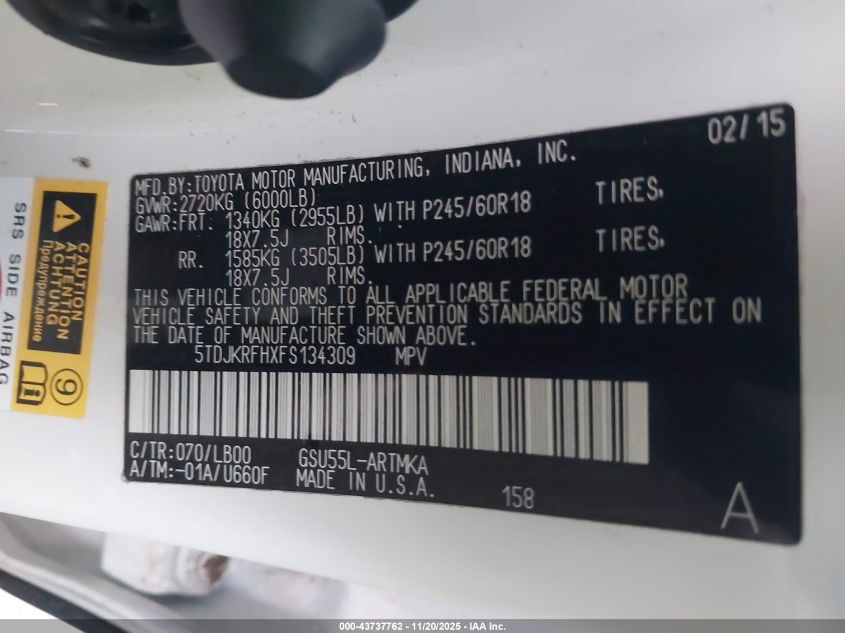 02/15
MFD.BY:TOYOTA MOTOR MANUFACTURING, INDIANA, INC.
GVWR:2720KG (6000LB)
GAWR:FRT: 1340KG (2955LB) WITH P245/60R18 TIRES,
18X7.5J RIMS.
RR. 1585KG (3505LB) WITH P245/60R18 TIRES,
18X7.5J RIMS.
THIS VEHICLE CONFORMS TO ALL APPLICABLE FEDERAL MOTOR
VEHICLE SAFETY AND THEFT PREVENTION STANDARDS IN EFFECT ON
THE DATE OF MANUFACTURE SHOWN ABOVE.
5TDJKRFHXFS134309 MPV
C/TR:070/LB00 GSU55L-ARTMKA
A/TM:-01A/U660F MADE IN U.S.A.
158
A
CAUTION
ATTENTION
ACHTUNG
Предупреждение
9
SRS SIDE AIRBAG
000-43737762 - 11/20/2025 - IAA Inc.